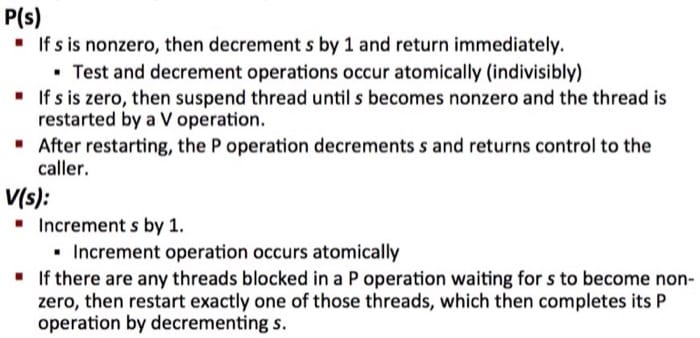 P(s)
▪ If s is nonzero, then decrement s by 1 and return immediately.
▪ Test and decrement operations occur atomically (indivisibly)
▪ If s is zero, then suspend thread until s becomes nonzero and the thread is
restarted by a V operation.
▪ After restarting, the P operation decrements s and returns control to the
caller.
V(s):
▪ Increment s by 1.
▪ Increment operation occurs atomically
▪ If there are any threads blocked in a P operation waiting for s to become non-
zero, then restart exactly one of those threads, which then completes its P
operation by decrementing s.